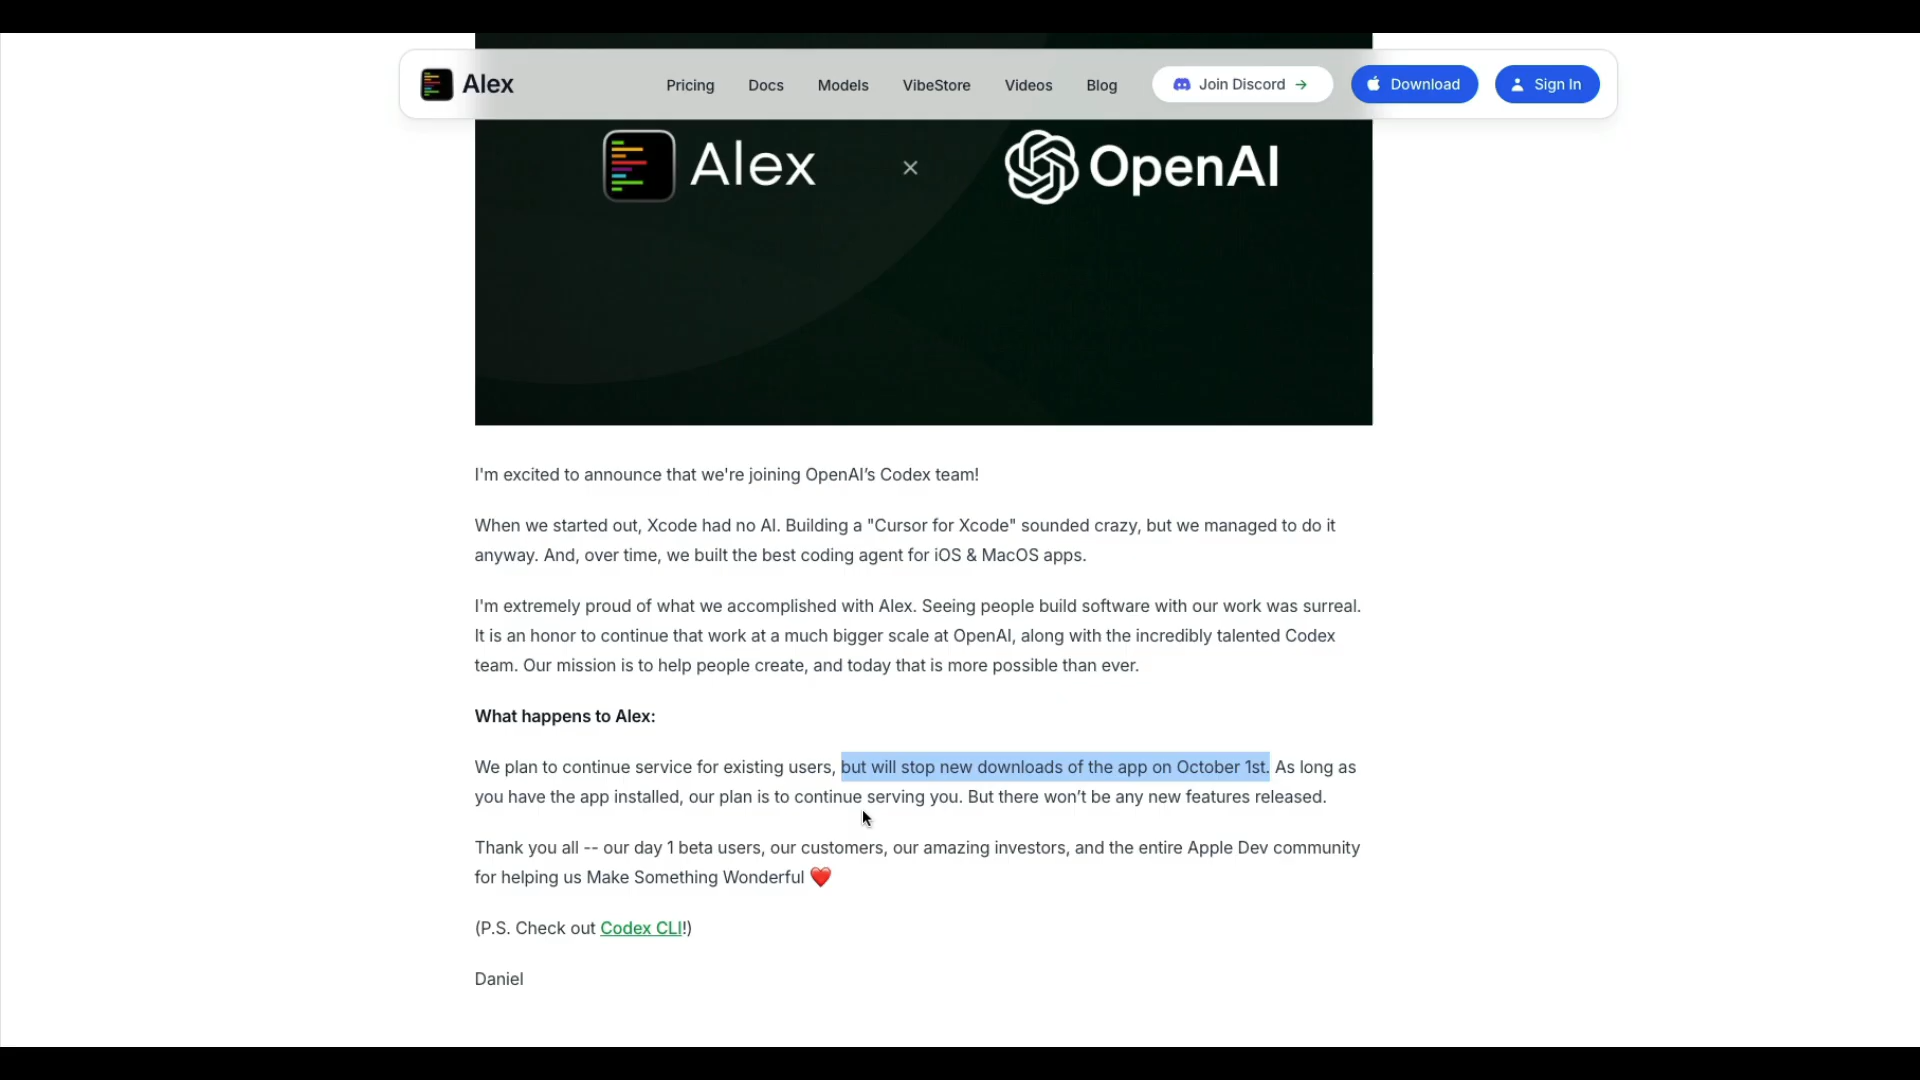 Alex
Pricing
Docs
Models
VibeStore
Videos
Blog
Join Discord →
Download
Sign In
Alex
×
OpenAI
I'm excited to announce that we're joining OpenAI’s Codex team!
When we started out, Xcode had no AI. Building a "Cursor for Xcode" sounded crazy, but we managed to do it
anyway. And, over time, we built the best coding agent for iOS & MacOS apps.
I'm extremely proud of what we accomplished with Alex. Seeing people build software with our work was surreal.
It is an honor to continue that work at a much bigger scale at OpenAI, along with the incredibly talented Codex
team. Our mission is to help people create, and today that is more possible than ever.
What happens to Alex:
We plan to continue service for existing users, but will stop new downloads of the app on October 1st. As long as
you have the app installed, our plan is to continue serving you. But there won’t be any new features released.
Thank you all -- our day 1 beta users, our customers, our amazing investors, and the entire Apple Dev community
for helping us Make Something Wonderful ❤️
(P.S. Check out Codex CLI!)
Daniel